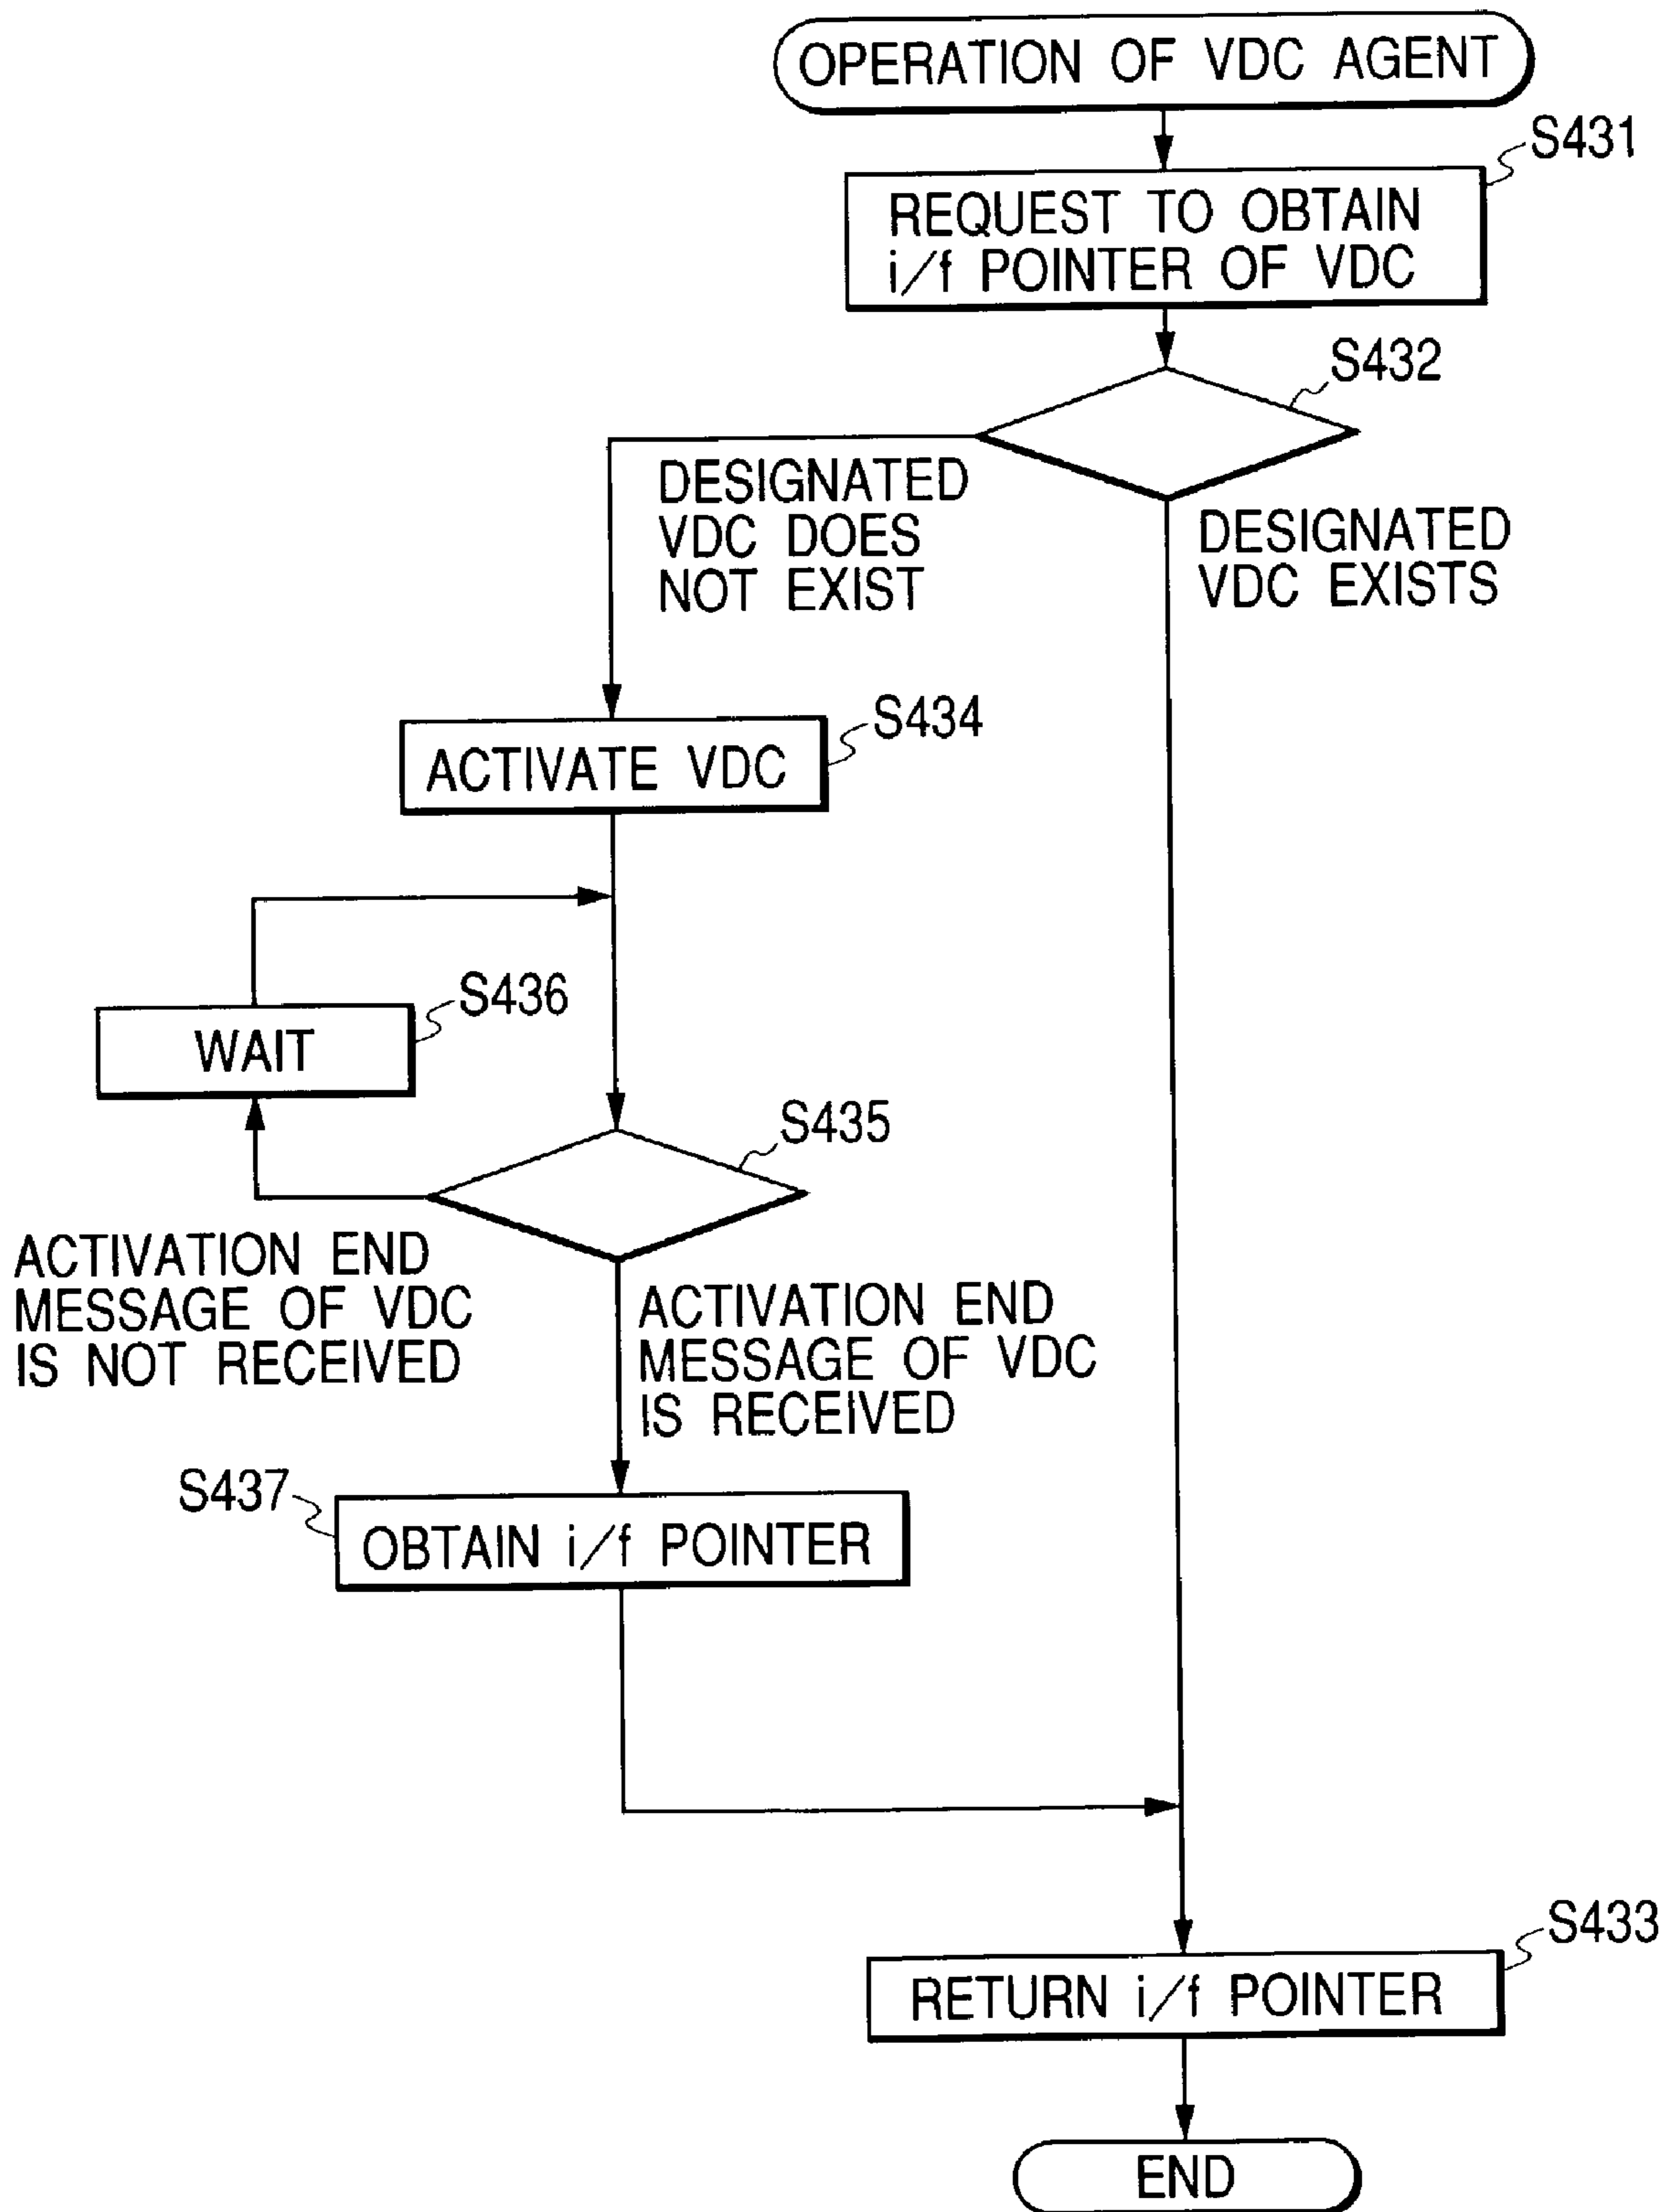 OPERATION OF VDC AGENT
S431
REQUEST TO OBTAIN
i/f POINTER OF VDC
S432
DESIGNATED
VDC DOES
NOT EXIST
DESIGNATED
VDC EXISTS
S434
ACTIVATE VDC
S436
WAIT
S435
ACTIVATION END
MESSAGE OF VDC
IS NOT RECEIVED
ACTIVATION END
MESSAGE OF VDC
IS RECEIVED
S437
OBTAIN i/f POINTER
S433
RETURN i/f POINTER
END